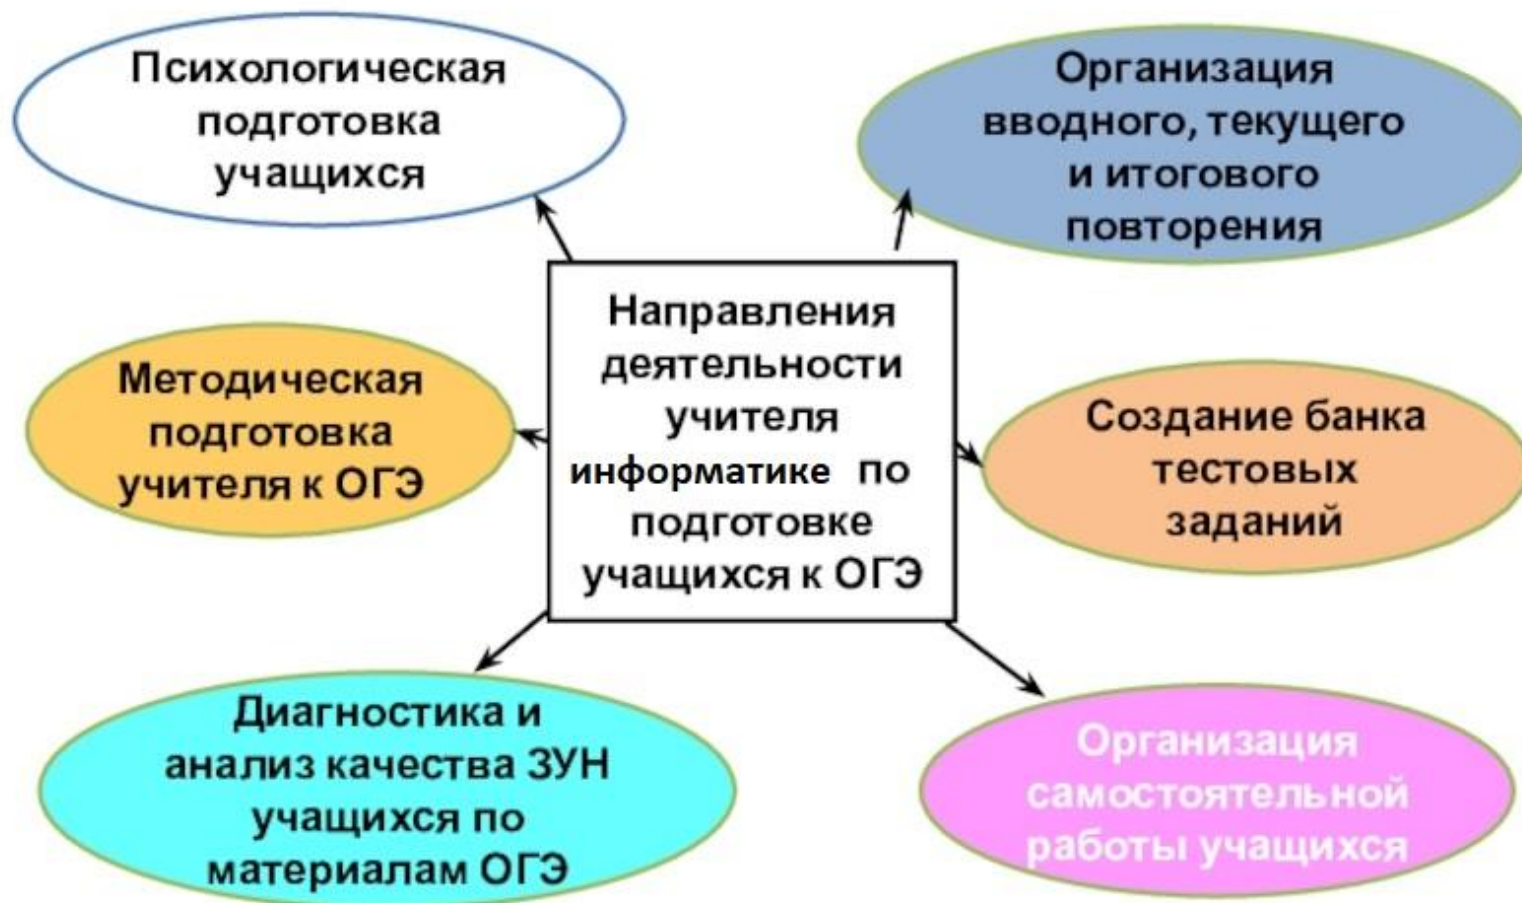 Психологическая
подготовка
учащихся
Организация
вводного, текущего
и итогового
повторения
Направления
деятельности
учителя
информатике по
подготовке
учащихся к ОГЭ
Методическая
подготовка
учителя к ОГЭ
Создание банка
тестовых
заданий
Диагностика и
анализ качества ЗУН
учащихся по
материалам ОГЭ
Организация
самостоятельной
работы учащихся